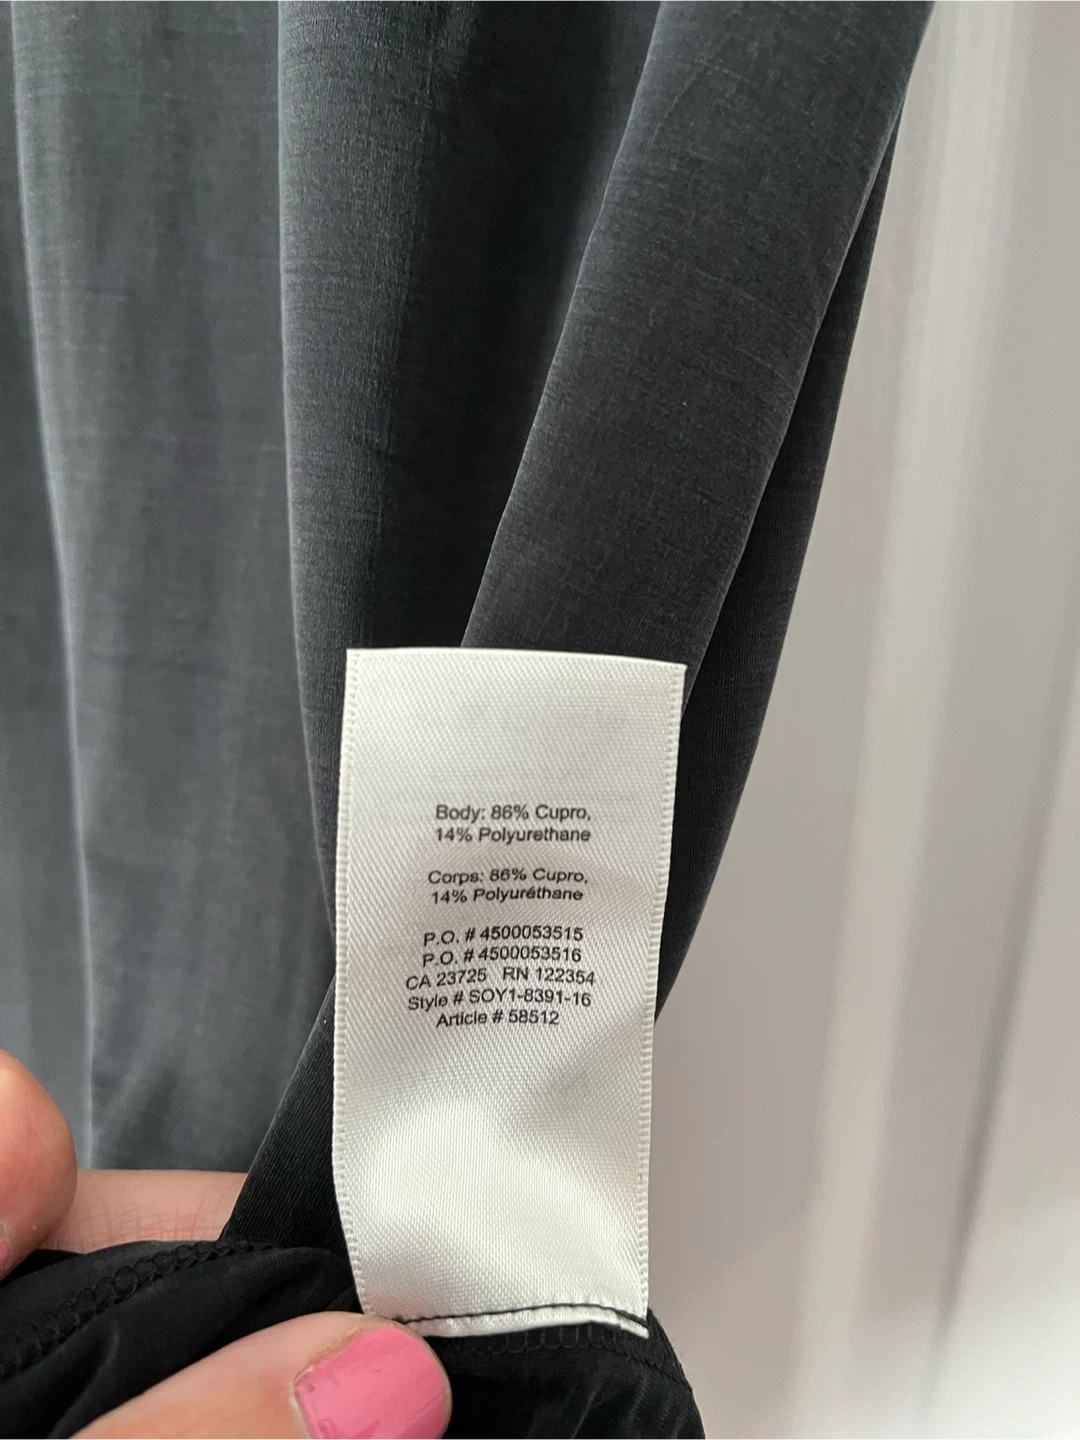 Body: 86% Cupro,
14% Polyurethane
Corps: 86% Cupro,
14% Polyuréthane
P.O. # 4500053515
P.O. # 4500053516
CA 23725 RN 122354
Style # SOY1-8391-16
Article # 58512